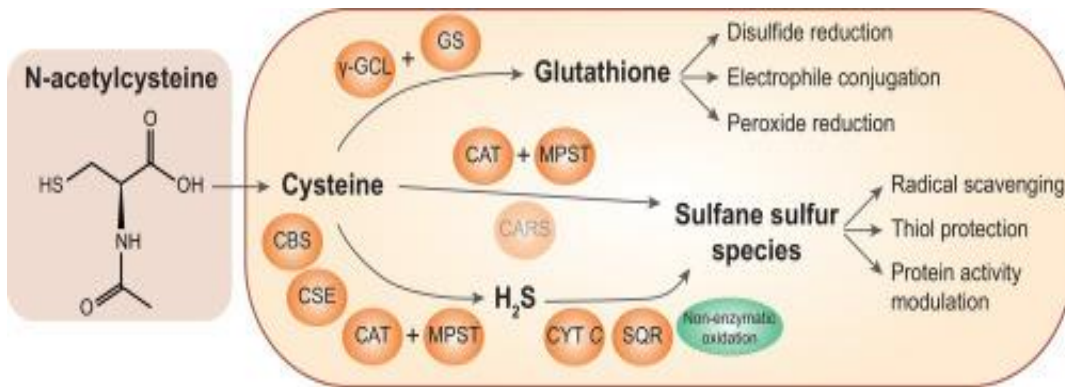 N-acetylcysteine
O
HS
OH
NH
O
γ-GCL + GS
Cysteine
Glutathione
Disulfide reduction
Electrophile conjugation
Peroxide reduction
CAT + MPST
CARS
Sulfane sulfur
species
Radical scavenging
Thiol protection
Protein activity
modulation
CBS
CSE
CAT + MPST
H₂S
CYT C
SQR
Non-enzymatic
oxidation